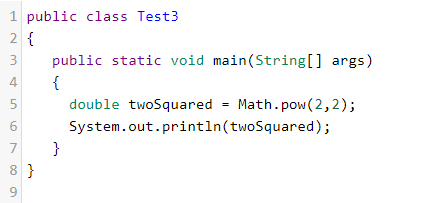 1 public class Test3
2 {
3 public static void main(String[] args)
4 {
5 double twoSquared = Math.pow(2,2);
6 System.out.println(twoSquared);
7 }
8 }
9